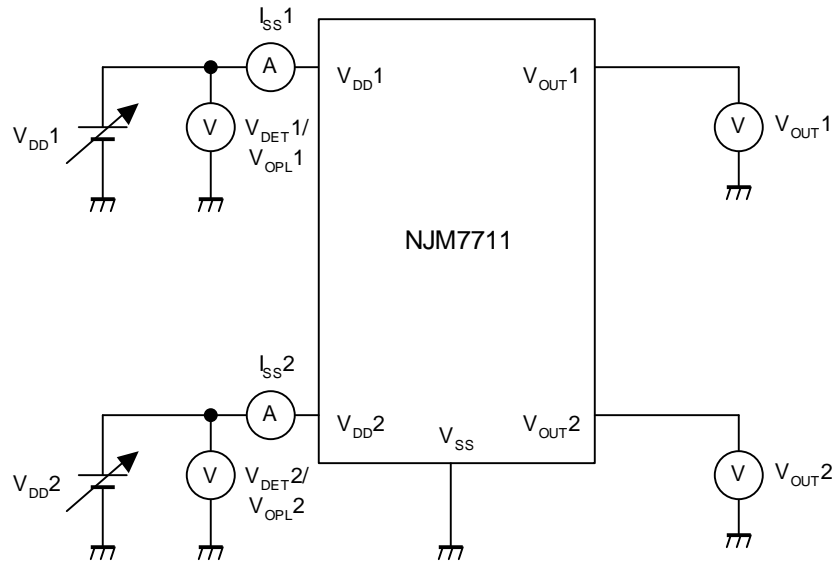 I_SS1
A
V_DD1
V_OUT1
V_DD1
V
V_DET1/
V_OPL1
V
V_OUT1
NJM7711
I_SS2
A
V_DD2
V_SS
V_OUT2
V_DD2
V
V_DET2/
V_OPL2
V
V_OUT2